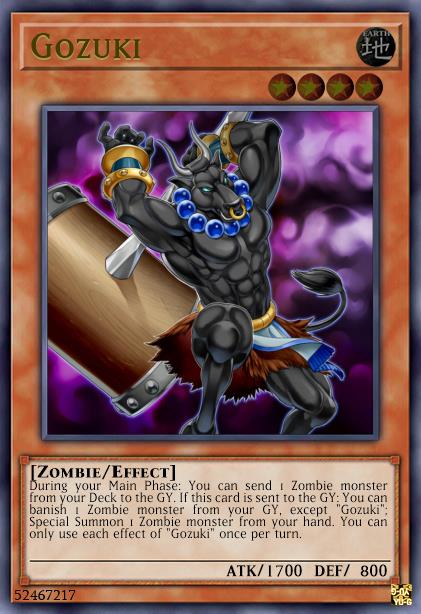 GOZUKI
EARTH
地
[ZOMBIE/EFFECT]
During your Main Phase: You can send 1 Zombie monster
from your Deck to the GY. If this card is sent to the GY: You can
banish 1 Zombie monster from your GY, except "Gozuki";
Special Summon 1 Zombie monster from your hand. You can
only use each effect of "Gozuki" once per turn.
ATK/1700 DEF/ 800
52467217